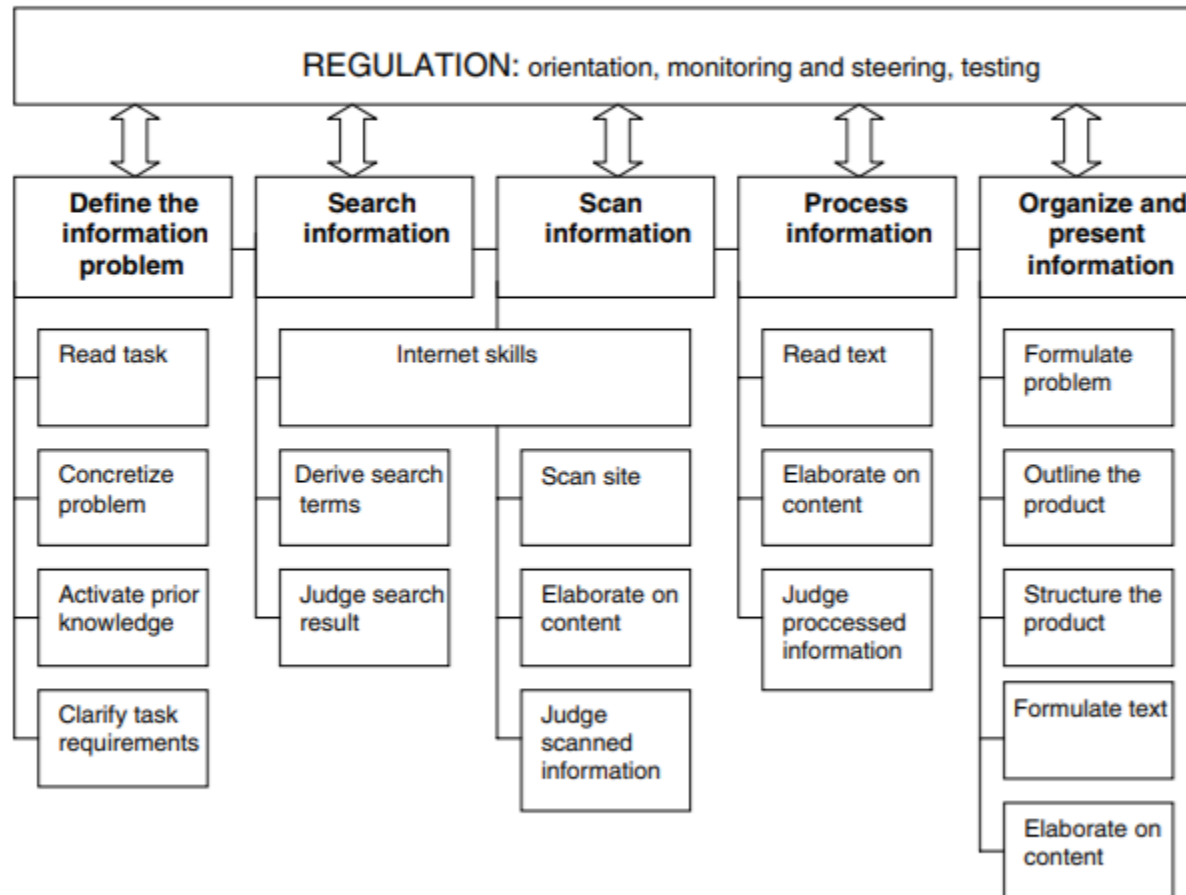 REGULATION: orientation, monitoring and steering, testing
Define the
information
problem
Search
information
Scan
information
Process
information
Organize and
present
information
Read task
Concretize
problem
Activate prior
knowledge
Clarify task
requirements
Internet skills
Derive search
terms
Judge search
result
Scan site
Elaborate on
content
Judge
scanned
information
Read text
Elaborate on
content
Judge
proccessed
information
Formulate
problem
Outline the
product
Structure the
product
Formulate text
Elaborate on
content